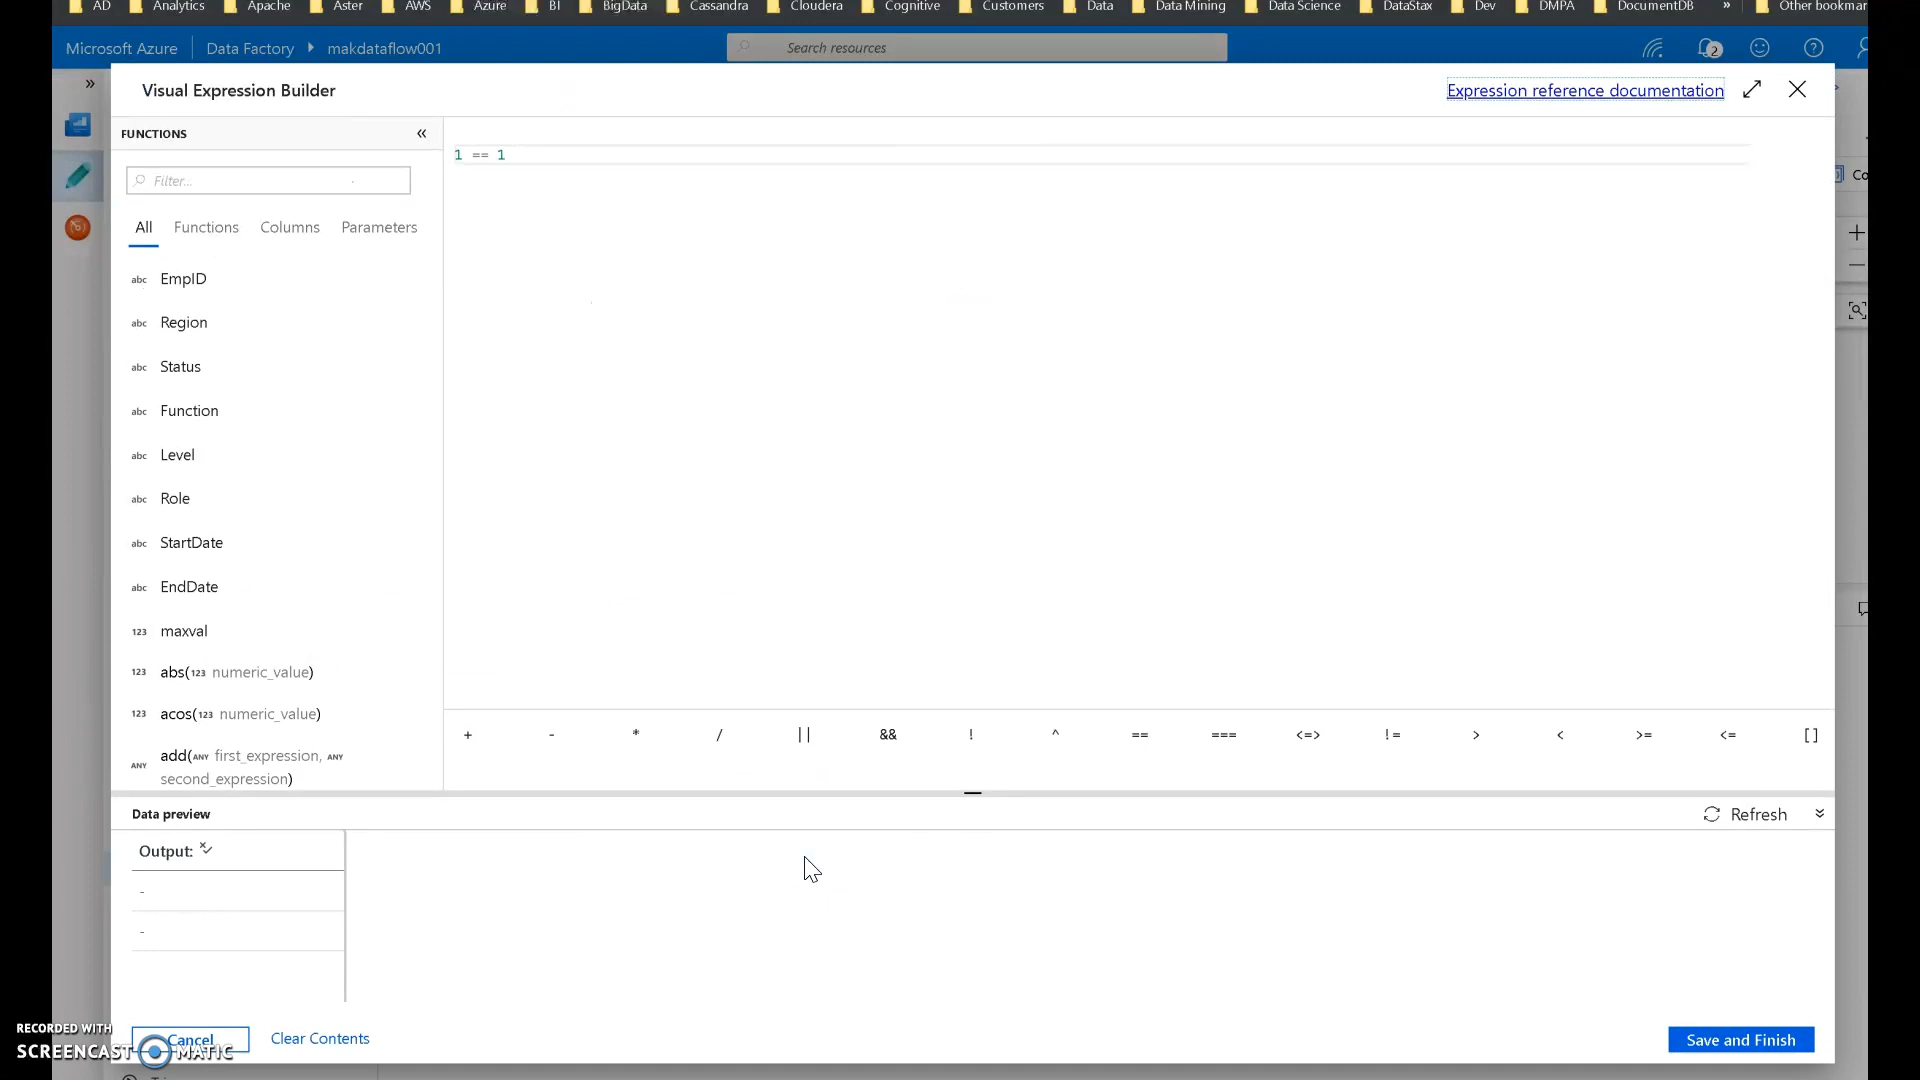 AD Analytics Apache Aster AWS Azure BI BigData Cassandra Cloudera Cognitive Customers Data Data Mining Data Science DataStax Dev DMPA DocumentDB » Other bookmar
Microsoft Azure Data Factory makdataflow001 Search resources 2
»
Visual Expression Builder Expression reference documentation
FUNCTIONS «
1 == 1
Filter...
Co
All Functions Columns Parameters
abc EmpID
abc Region
abc Status
abc Function
abc Level
abc Role
abc StartDate
abc EndDate
123 maxval
123 abs(123 numeric_value)
123 acos(123 numeric_value)
ANY add(ANY first_expression, ANY
second_expression)
+ - * / || && ! ^ == === <=> != > < >= <= []
Data preview Refresh
Output:
-
-
RECORDED WITH
SCREENCAST MATIC
Cancel Clear Contents Save and Finish